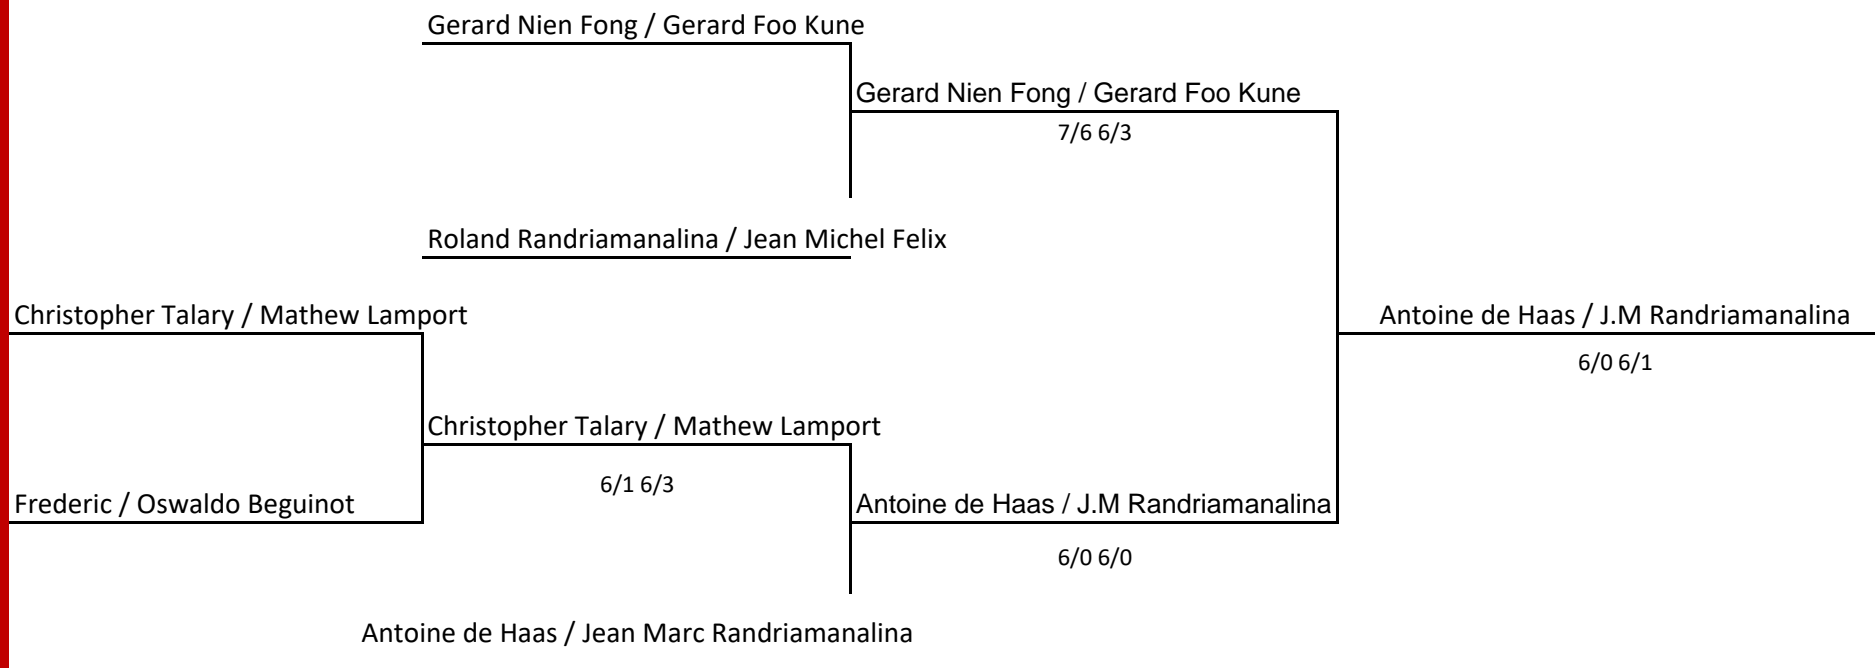 Gerard Nien Fong / Gerard Foo Kune
Gerard Nien Fong / Gerard Foo Kune
7/6 6/3
Roland Randriamanalina / Jean Michel Felix
Christopher Talary / Mathew Lamport
Antoine de Haas / J.M Randriamanalina
6/0 6/1
Christopher Talary / Mathew Lamport
6/1 6/3
Frederic / Oswaldo Beguinot
Antoine de Haas / J.M Randriamanalina
6/0 6/0
Antoine de Haas / Jean Marc Randriamanalina